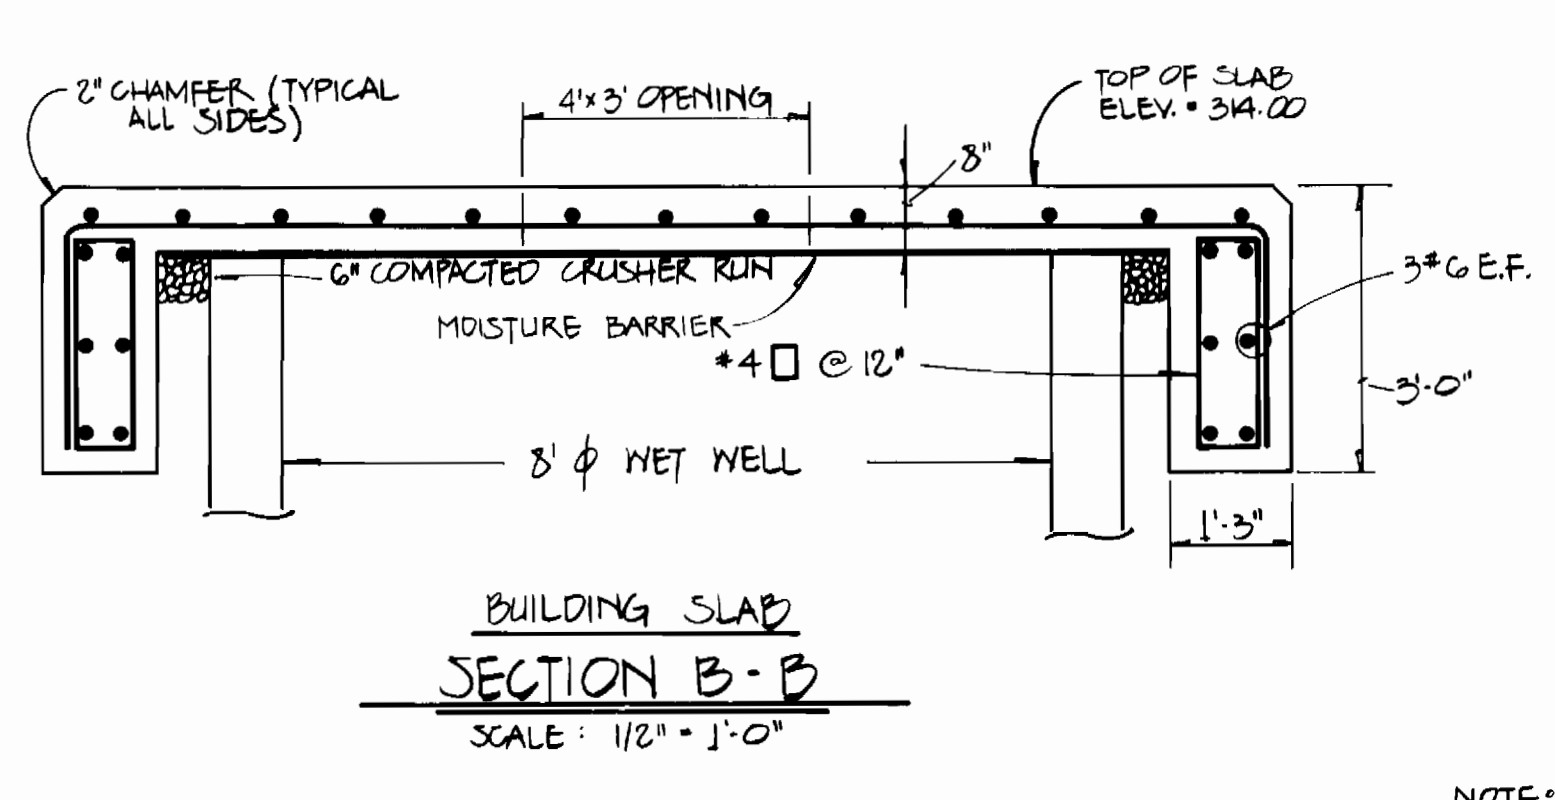 2" CHAMFER (TYPICAL
ALL SIDES)
4'x3' OPENING
TOP OF SLAB
ELEV. = 314.00
8"
6" COMPACTED CRUSHER RUN
MOISTURE BARRIER
3#6 E.F.
#4 □ @ 12"
3'-0"
8' ϕ WET WELL
1'-3"
BUILDING SLAB
SECTION B-B
SCALE: 1/2" = 1'-0"
NOTE: